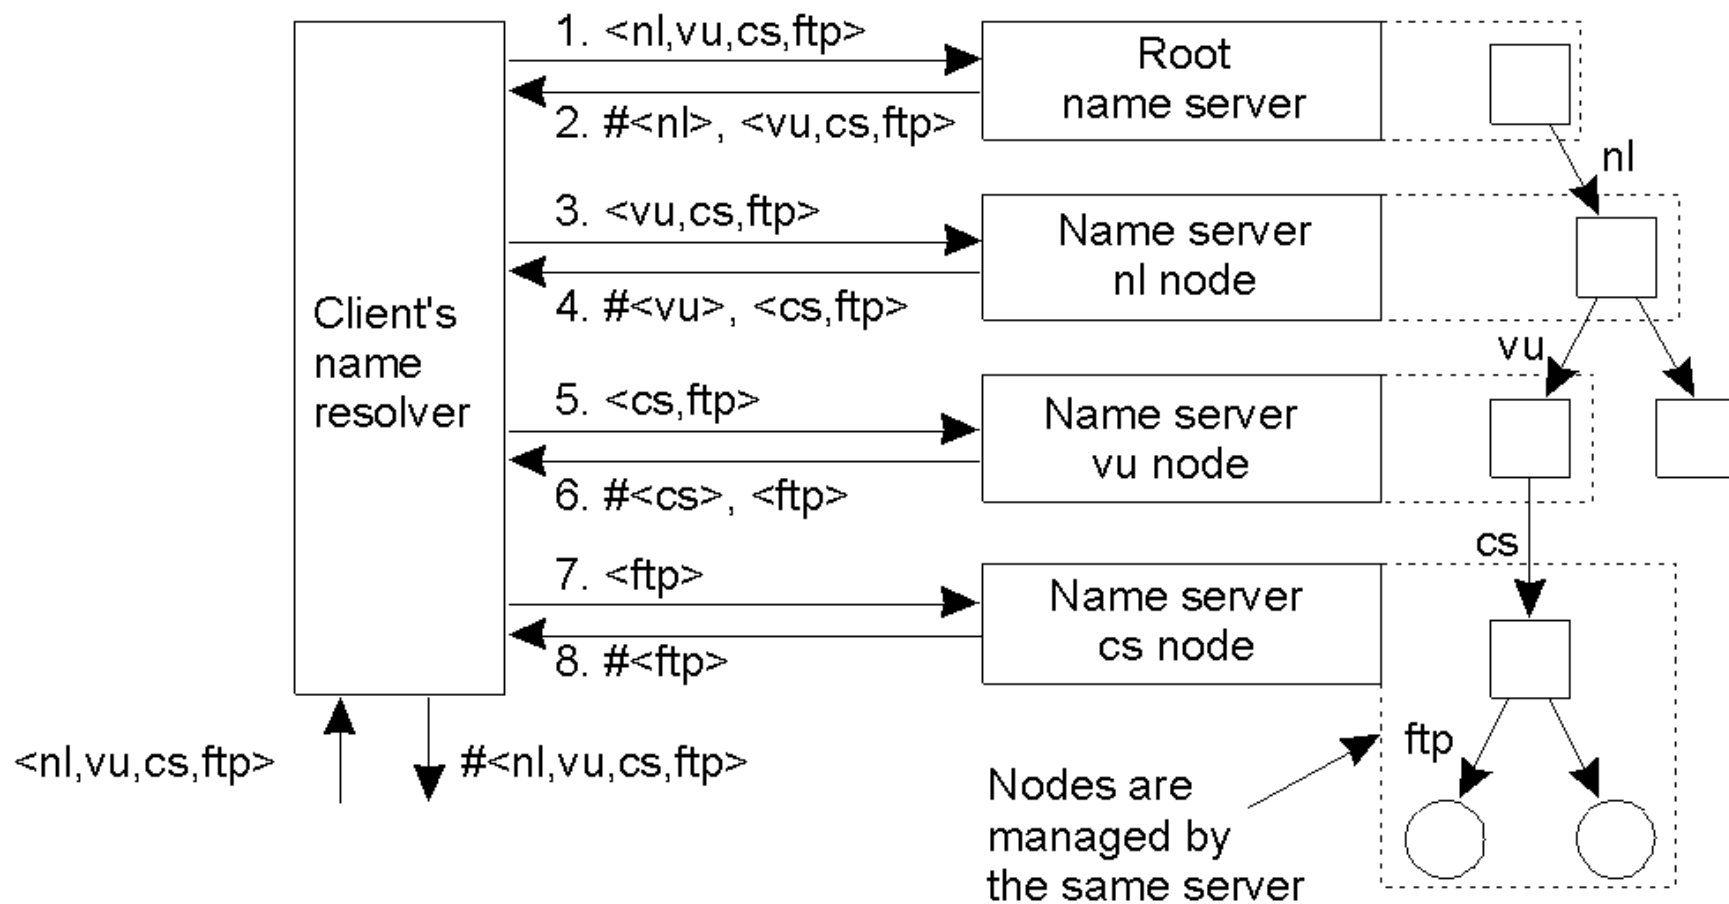 1. <nl,vu,cs,ftp>
Root
name server
2. #<nl>, <vu,cs,ftp>
nl
3. <vu,cs,ftp>
Name server
nl node
4. #<vu>, <cs,ftp>
vu
Client's
name
resolver
5. <cs,ftp>
Name server
vu node
6. #<cs>, <ftp>
cs
7. <ftp>
Name server
cs node
8. #<ftp>
ftp
<nl,vu,cs,ftp>
#<nl,vu,cs,ftp>
Nodes are
managed by
the same server